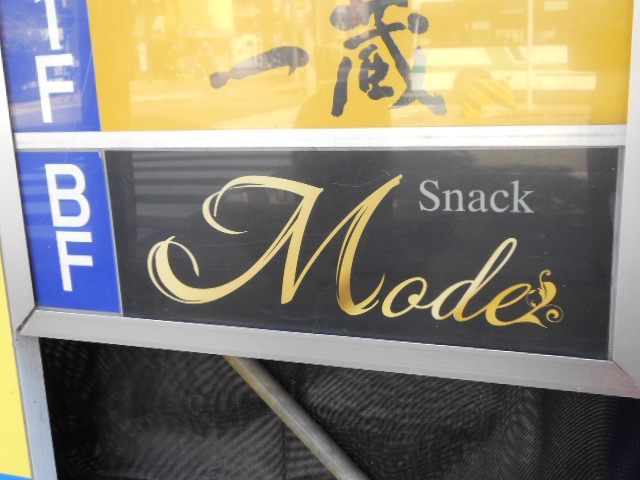 1F
一蔵
BF
Snack
Mode